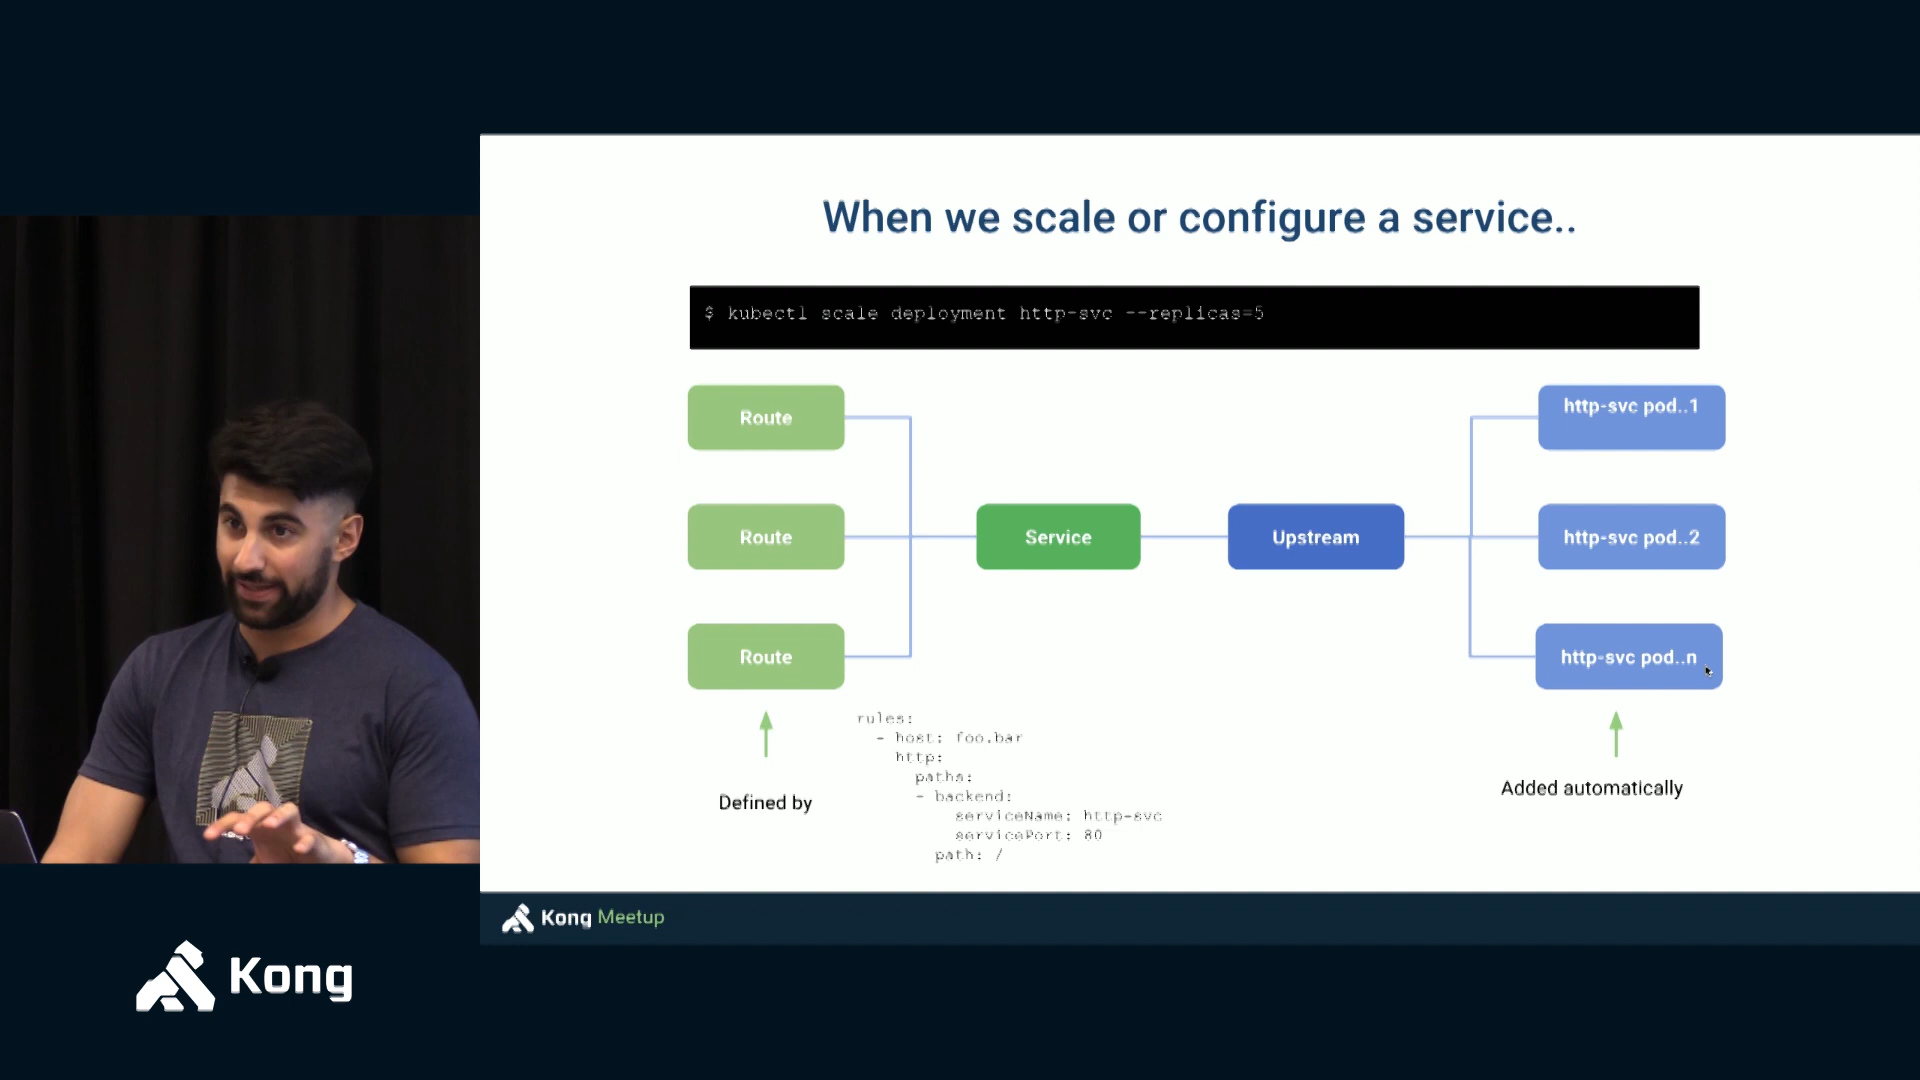 When we scale or configure a service..
$ kubectl scale deployment http-svc --replicas=5
Route
http-svc pod..1
Route
Service
Upstream
http-svc pod..2
Route
http-svc pod..n
rules:
- host: foo.bar
http:
paths:
- backend:
serviceName: http-svc
servicePort: 80
path: /
Defined by
Added automatically
Kong Meetup
Kong